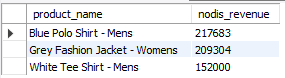 product_name nodis_revenue
Blue Polo Shirt - Mens 217683
Grey Fashion Jacket - Womens 209304
White Tee Shirt - Mens 152000